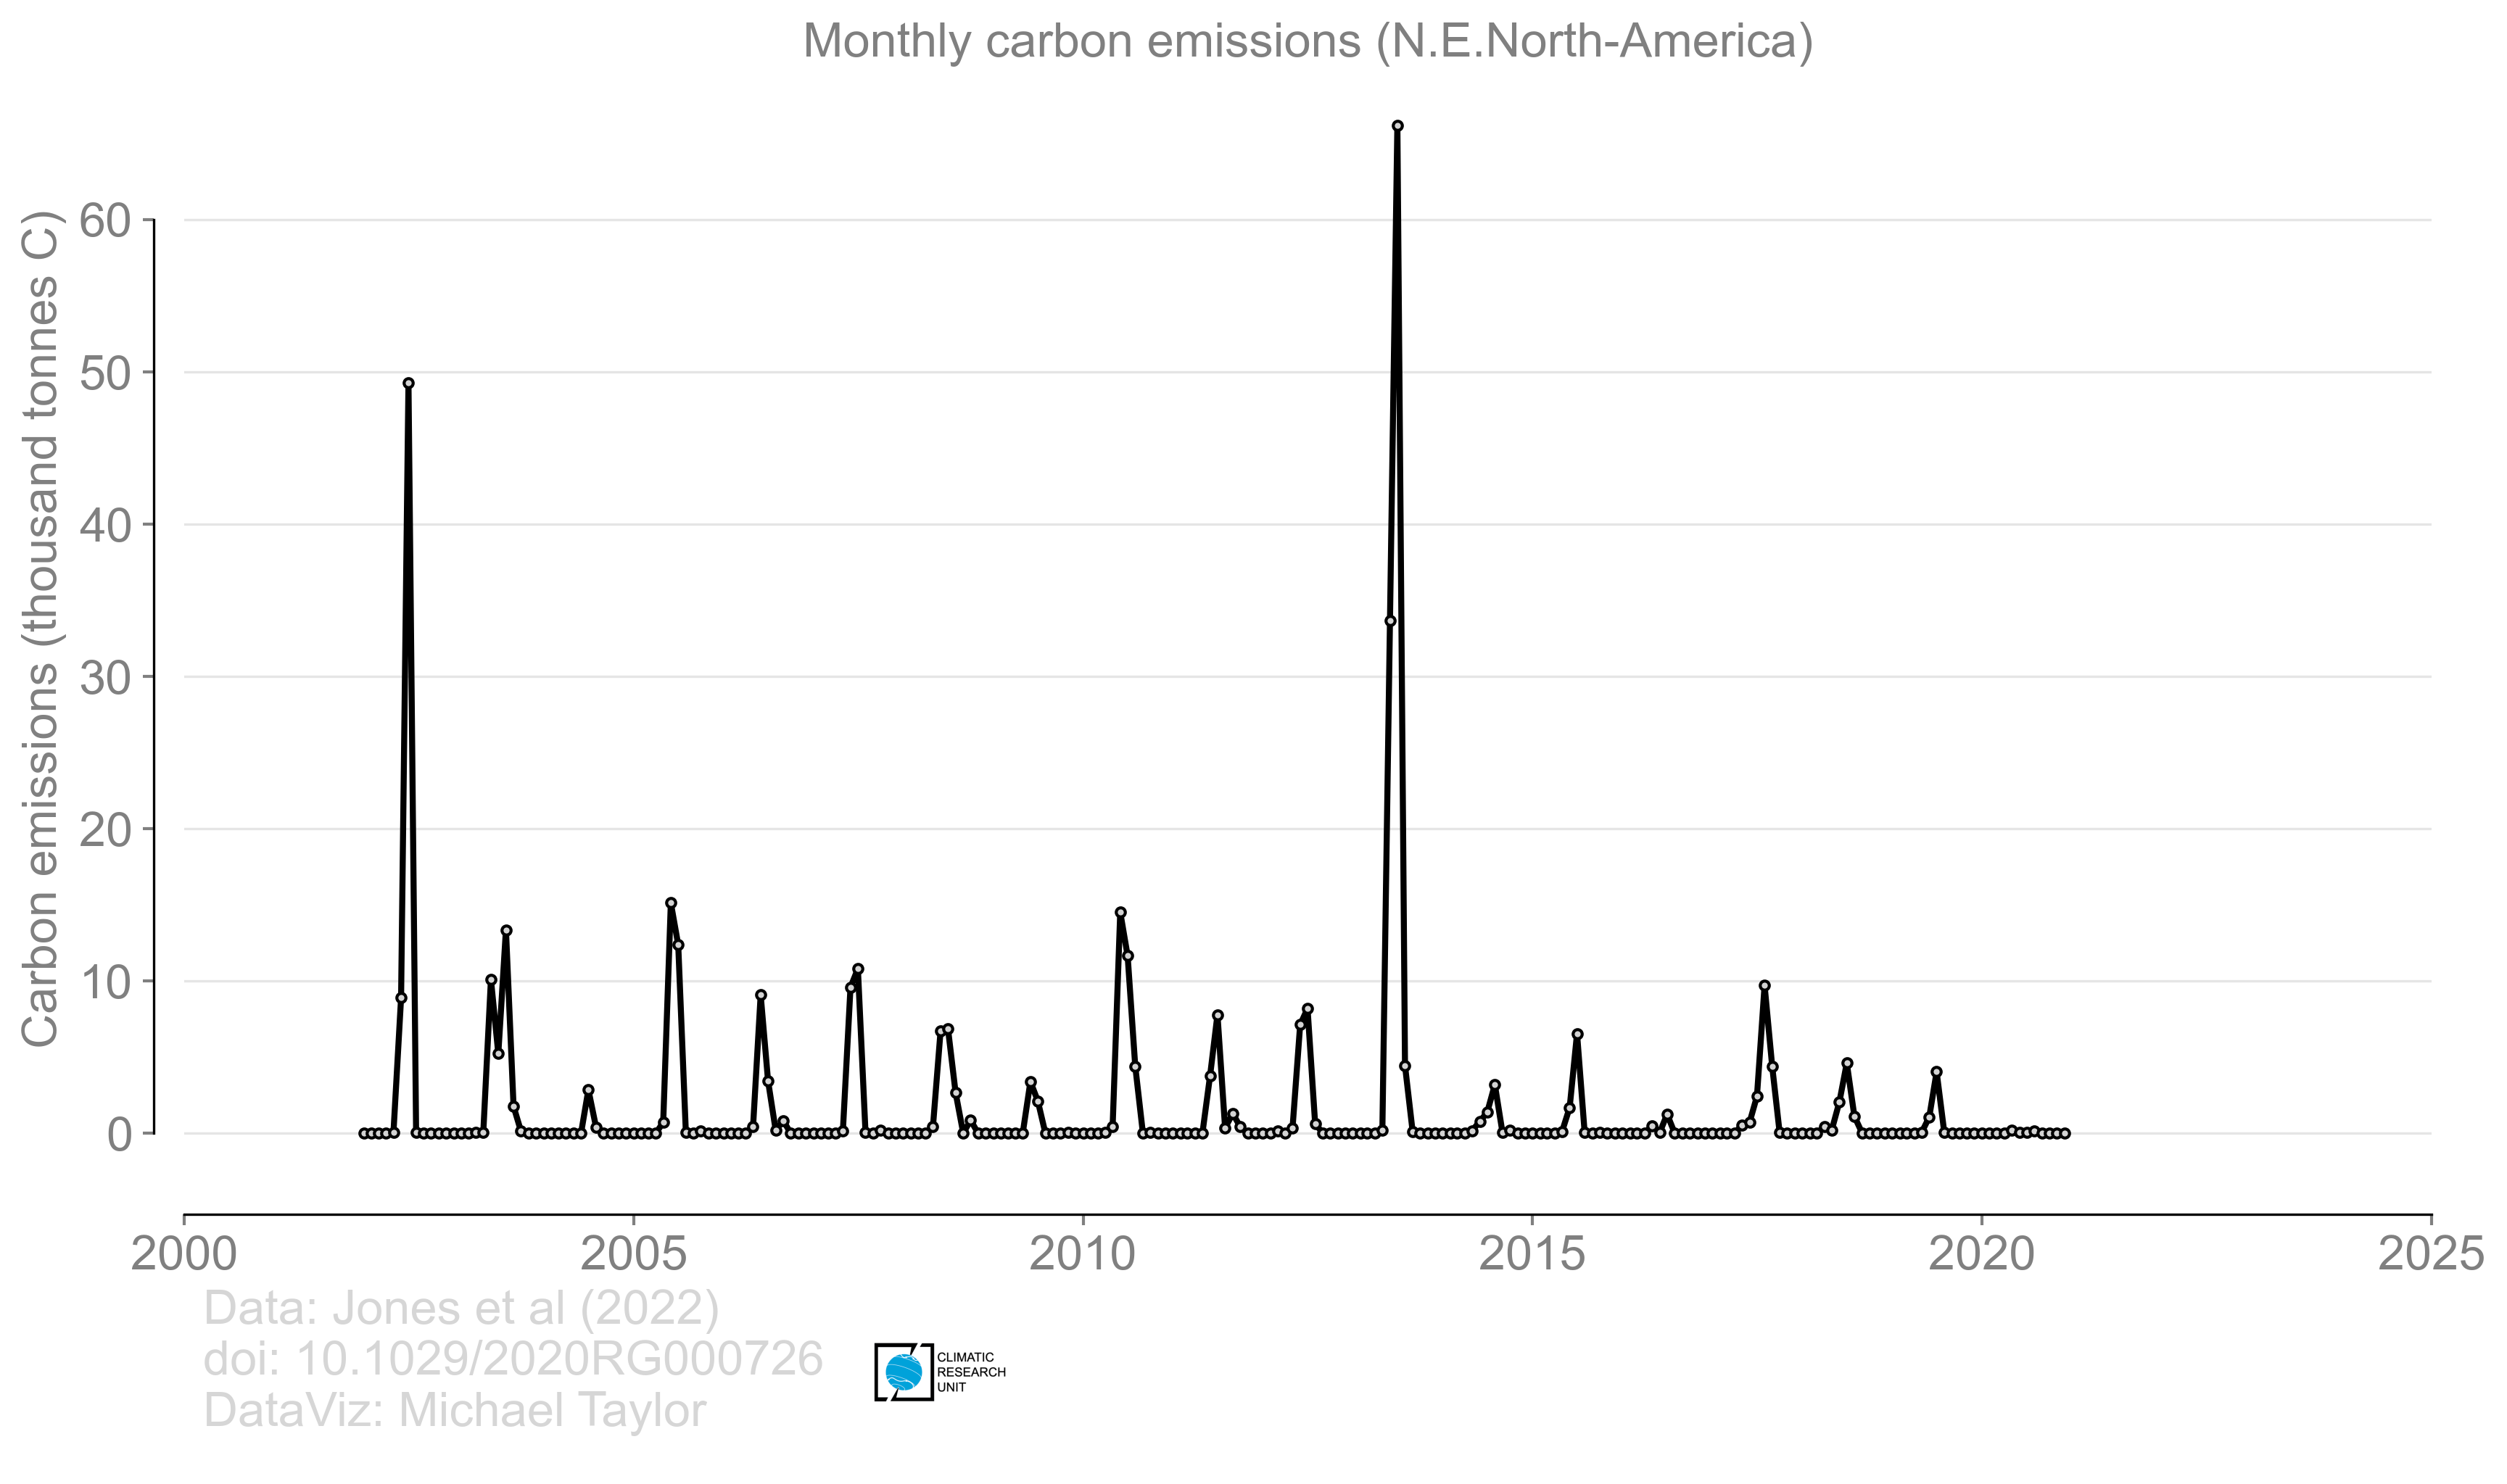 Monthly carbon emissions (N.E.North-America)
Carbon emissions (thousand tonnes C)
60
50
40
30
20
10
0
2000
2005
2010
2015
2020
2025
Data: Jones et al (2022)
doi: 10.1029/2020RG000726
DataViz: Michael Taylor
CLIMATIC
RESEARCH
UNIT